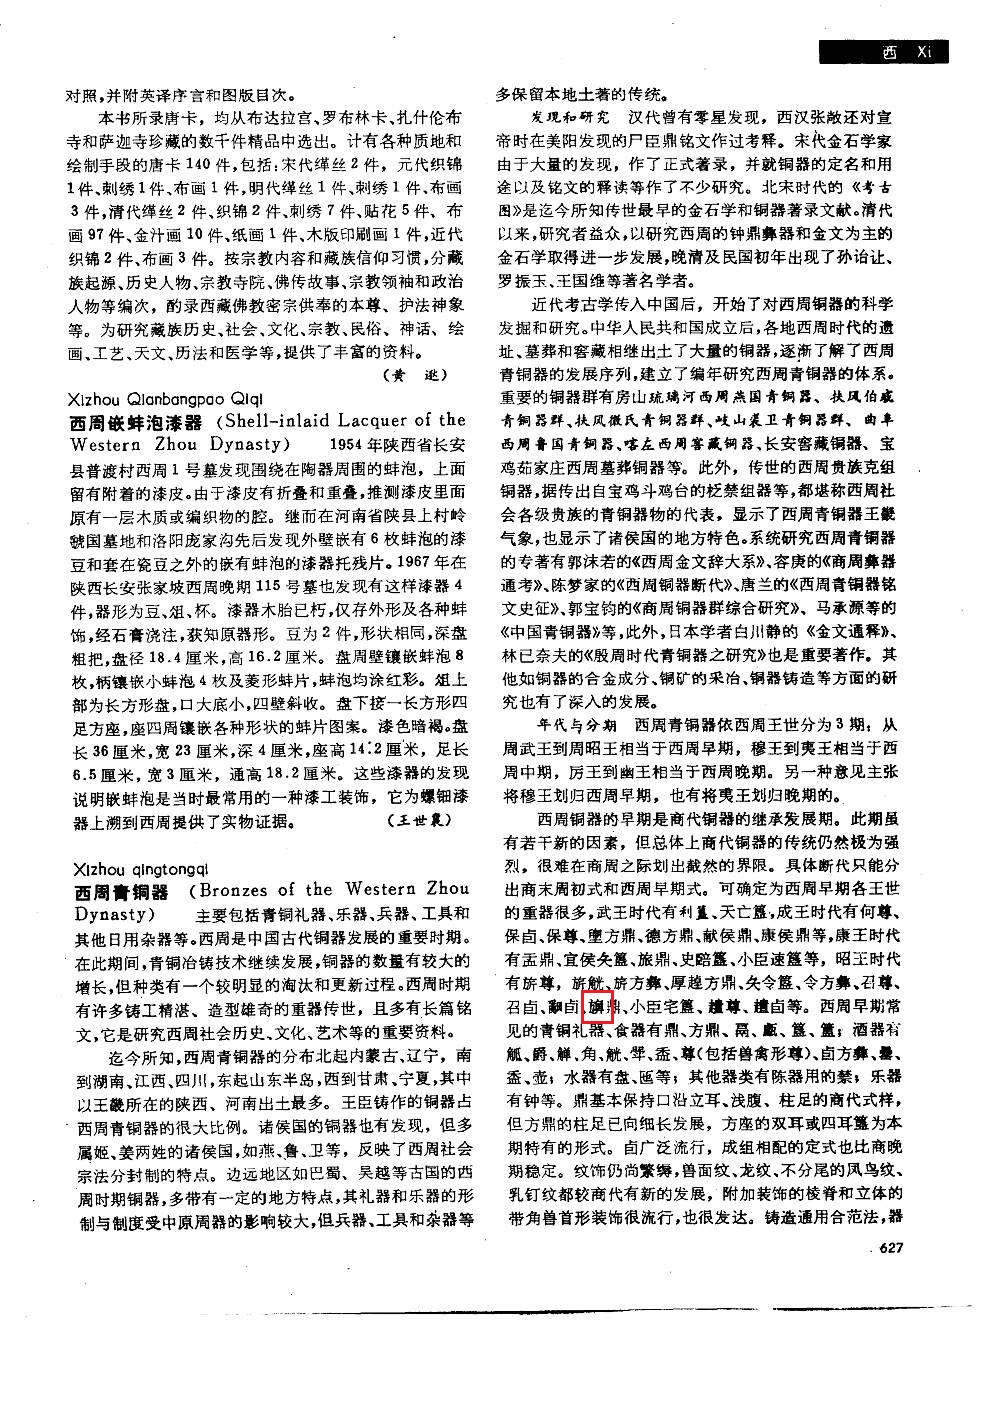 西 Xi
对照,并附英译序言和图版目次。
本书所录唐卡，均从布达拉宫、罗布林卡、扎什伦布
寺和萨迦寺珍藏的数千件精品中选出。计有各种质地和
绘制手段的唐卡140件,包括:宋代缂丝2件，元代织锦
1件、刺绣1件、布画1件,明代缂丝1件、刺绣1件、布画
3件,清代缂丝2件、织锦2件、刺绣7件、贴花5件、布
画97件、金汁画10件、纸画1件、木版印刷画1件,近代
织锦2件、布画3件。按宗教内容和藏族信仰习惯,分藏
族起源、历史人物、宗教寺院、佛传故事、宗教领袖和政治
人物等编次，酌录西藏佛教密宗供奉的本尊、护法神象
等。为研究藏族历史、社会、文化、宗教、民俗、神话、绘
画、工艺、天文、历法和医学等,提供了丰富的资料。
(黄 逖)
Xizhou Qianbangpao Qiqi
西周嵌蚌泡漆器 (Shell-inlaid Lacquer of the
Western Zhou Dynasty) 1954年陕西省长安
县普渡村西周1号墓发现围绕在陶器周围的蚌泡，上面
留有附着的漆皮。由于漆皮有折叠和重叠,推测漆皮里面
原有一层木质或编织物的腔。继而在河南省陕县上村岭
虢国墓地和洛阳庞家沟先后发现外壁嵌有6枚蚌泡的漆
豆和套在瓷豆之外的嵌有蚌泡的漆器托残片。1967年在
陕西长安张家坡西周晚期115号墓也发现有这样漆器4
件,器形为豆、俎、杯。漆器木胎已朽,仅存外形及各种蚌
饰,经石膏浇注,获知原器形。豆为2件,形状相同,深盘
粗把,盘径18.4厘米,高16.2厘米。盘周壁镶嵌蚌泡8
枚,柄镶嵌小蚌泡4枚及菱形蚌片,蚌泡均涂红彩。俎上
部为长方形盘,口大底小,四壁斜收。盘下接一长方形四
足方座,座四周镶嵌各种形状的蚌片图案。漆色暗褐。盘
长36厘米,宽23厘米,深4厘米,座高14.2厘米，足长
6.5厘米，宽3厘米，通高18.2厘米。这些漆器的发现
说明嵌蚌泡是当时最常用的一种漆工装饰，它为螺钿漆
器上溯到西周提供了实物证据。 (王世襄)
Xizhou qingtongqi
西周青铜器 (Bronzes of the Western Zhou
Dynasty) 主要包括青铜礼器、乐器、兵器、工具和
其他日用杂器等。西周是中国古代铜器发展的重要时期。
在此期间,青铜冶铸技术继续发展,铜器的数量有较大的
增长,但种类有一个较明显的淘汰和更新过程。西周时期
有许多铸工精湛、造型雄奇的重器传世，且多有长篇铭
文,它是研究西周社会历史、文化、艺术等的重要资料。
迄今所知,西周青铜器的分布北起内蒙古、辽宁，南
到湖南、江西、四川,东起山东半岛,西到甘肃、宁夏,其中
以王畿所在的陕西、河南出土最多。王臣铸作的铜器占
西周青铜器的很大比例。诸侯国的铜器也有发现，但多
属姬、姜两姓的诸侯国,如燕、鲁、卫等，反映了西周社会
宗法分封制的特点。边远地区如巴蜀、吴越等古国的西
周时期铜器,多带有一定的地方特点,其礼器和乐器的形
制与制度受中原周器的影响较大,但兵器、工具和杂器等
多保留本地土著的传统。
发现和研究 汉代曾有零星发现，西汉张敞还对宣
帝时在美阳发现的尸臣鼎铭文作过考释。宋代金石学家
由于大量的发现，作了正式著录，并就铜器的定名和用
途以及铭文的释读等作了不少研究。北宋时代的《考古
图》是迄今所知传世最早的金石学和铜器著录文献。清代
以来,研究者益众,以研究西周的钟鼎彝器和金文为主的
金石学取得进一步发展,晚清及民国初年出现了孙诒让、
罗振玉、王国维等著名学者。
近代考古学传入中国后，开始了对西周铜器的科学
发掘和研究。中华人民共和国成立后,各地西周时代的遗
址、墓葬和窖藏相继出土了大量的铜器,逐渐了解了西周
青铜器的发展序列,建立了编年研究西周青铜器的体系。
重要的铜器群有房山琉璃河西周燕国青铜器、扶风伯㦰
青铜器群、扶风微氏青铜器群、岐山裘卫青铜器群、曲阜
西周鲁国青铜器、喀左西周窖藏铜器、长安窖藏铜器、宝
鸡茹家庄西周墓葬铜器等。此外，传世的西周贵族克组
铜器,据传出自宝鸡斗鸡台的柉禁组器等,都堪称西周社
会各级贵族的青铜器物的代表，显示了西周青铜器王畿
气象,也显示了诸侯国的地方特色。系统研究西周青铜器
的专著有郭沫若的《西周金文辞大系》、容庚的《商周彝器
通考》、陈梦家的《西周铜器断代》、唐兰的《西周青铜器铭
文史征》、郭宝钧的《商周铜器群综合研究》、马承源等的
《中国青铜器》等,此外,日本学者白川静的《金文通释》、
林已奈夫的《殷周时代青铜器之研究》也是重要著作。其
他如铜器的合金成分、铜矿的采冶、铜器铸造等方面的研
究也有了深入的发展。
年代与分期 西周青铜器依西周王世分为3期：从
周武王到周昭王相当于西周早期，穆王到夷王相当于西
周中期，厉王到幽王相当于西周晚期。另一种意见主张
将穆王划归西周早期，也有将夷王划归晚期的。
西周铜器的早期是商代铜器的继承发展期。此期虽
有若干新的因素，但总体上商代铜器的传统仍然极为强
烈，很难在商周之际划出截然的界限。具体断代只能分
出商末周初式和西周早期式。可确定为西周早期各王世
的重器很多,武王时代有利簋、天亡簋,成王时代有何尊、
保卣、保尊、堲方鼎、德方鼎、献侯鼎、康侯鼎等,康王时代
有盂鼎、宜侯夨簋、旅鼎、史䛗簋、小臣逨簋等，昭王时代
有旂尊，旂觥、旂方彝、厚趠方鼎、夨令簋、令方彝、召尊、
召卣、卣、旟鼎、小臣宅簋、尊、卣等。西周早期常
见的青铜礼器、食器有鼎、方鼎、鬲、甗、簋、簠；酒器有
觚、爵、觯、角、觥、斝、盉、尊(包括兽禽形尊)、卣方彝、罍、
盉、壶；水器有盘、匜等；其他器类有陈器用的禁；乐器
有钟等。鼎基本保持口沿立耳、浅腹、柱足的商代式样,
但方鼎的柱足已向细长发展，方座的双耳或四耳簋为本
期特有的形式。卣广泛流行，成组相配的定式也比商晚
期稳定。纹饰仍尚繁缛,兽面纹、龙纹、不分尾的凤鸟纹、
乳钉纹都较商代有新的发展，附加装饰的棱脊和立体的
带角兽首形装饰很流行,也很发达。铸造通用合范法,器
627